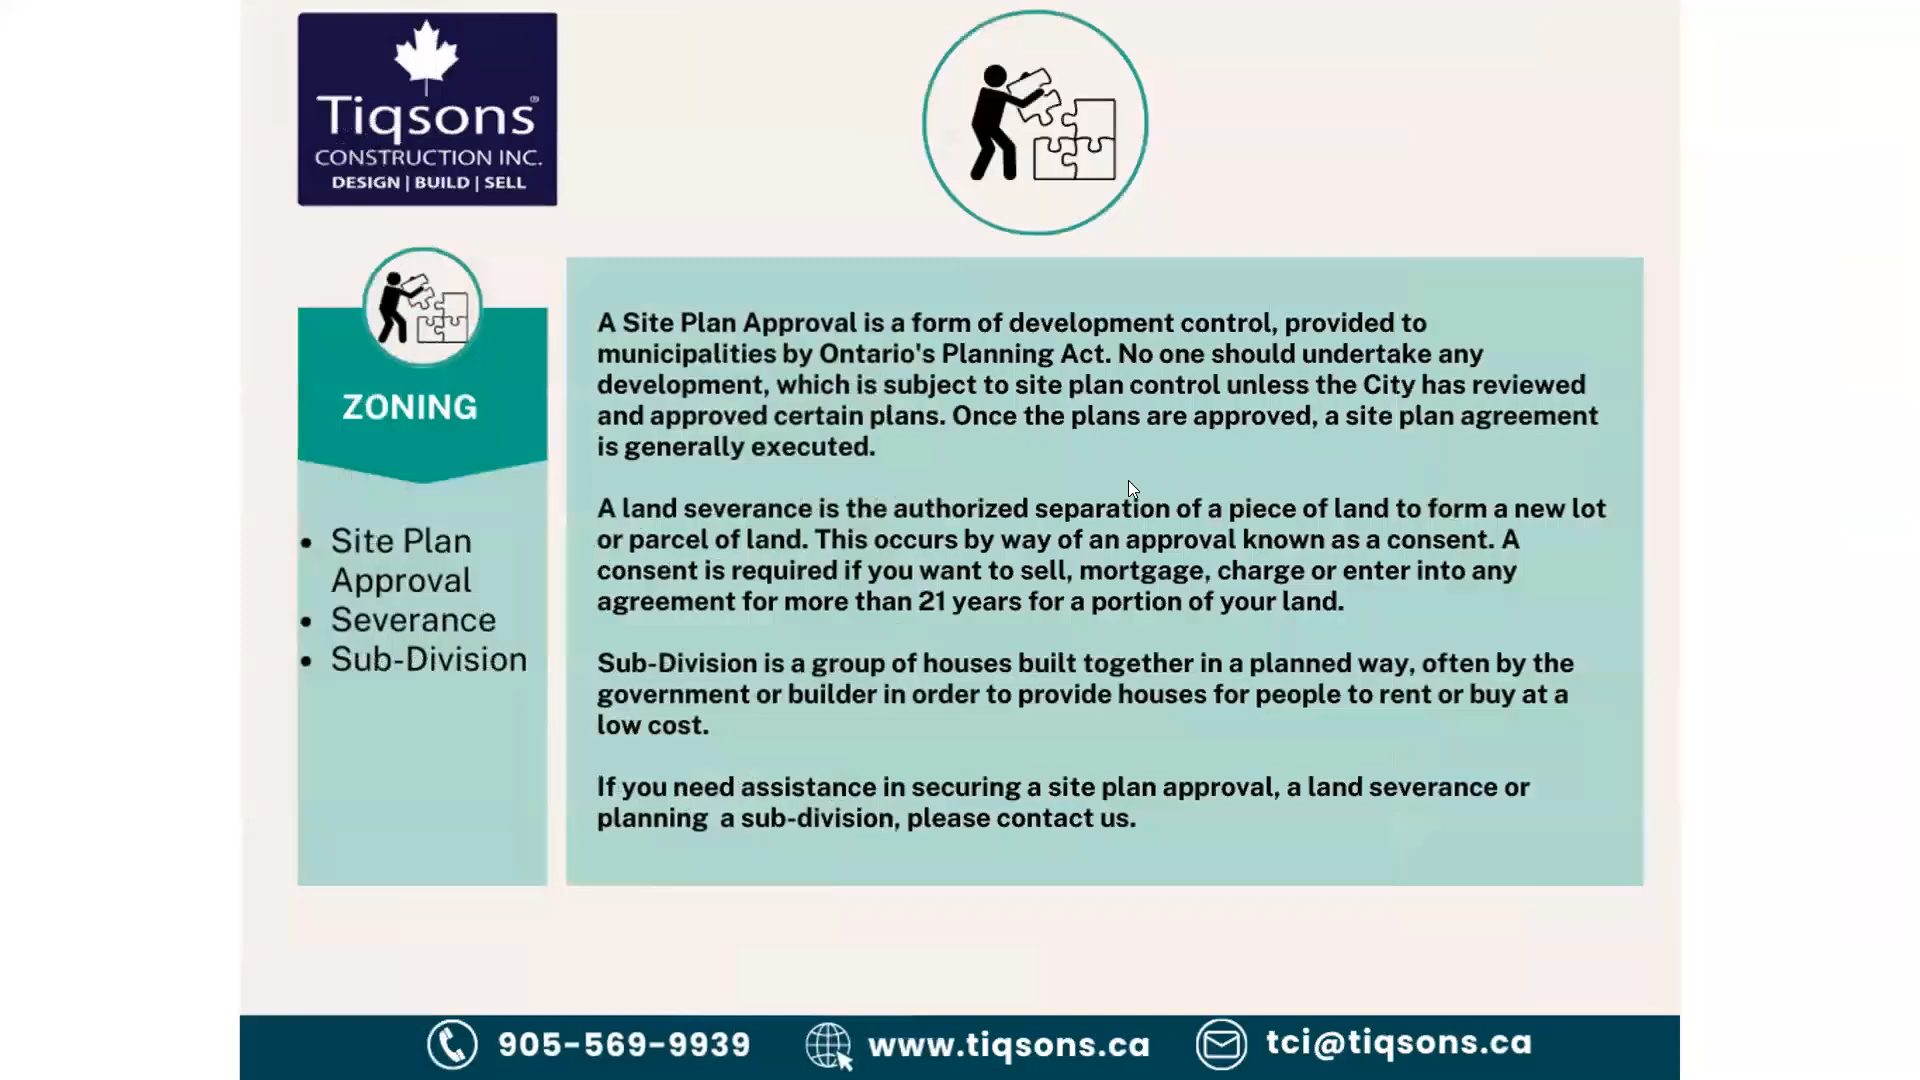 Tiqsons®
CONSTRUCTION INC.
DESIGN | BUILD | SELL
ZONING
• Site Plan
Approval
• Severance
• Sub-Division
A Site Plan Approval is a form of development control, provided to
municipalities by Ontario's Planning Act. No one should undertake any
development, which is subject to site plan control unless the City has reviewed
and approved certain plans. Once the plans are approved, a site plan agreement
is generally executed.
A land severance is the authorized separation of a piece of land to form a new lot
or parcel of land. This occurs by way of an approval known as a consent. A
consent is required if you want to sell, mortgage, charge or enter into any
agreement for more than 21 years for a portion of your land.
Sub-Division is a group of houses built together in a planned way, often by the
government or builder in order to provide houses for people to rent or buy at a
low cost.
If you need assistance in securing a site plan approval, a land severance or
planning  a sub-division, please contact us.
905-569-9939 www.tiqsons.ca tci@tiqsons.ca